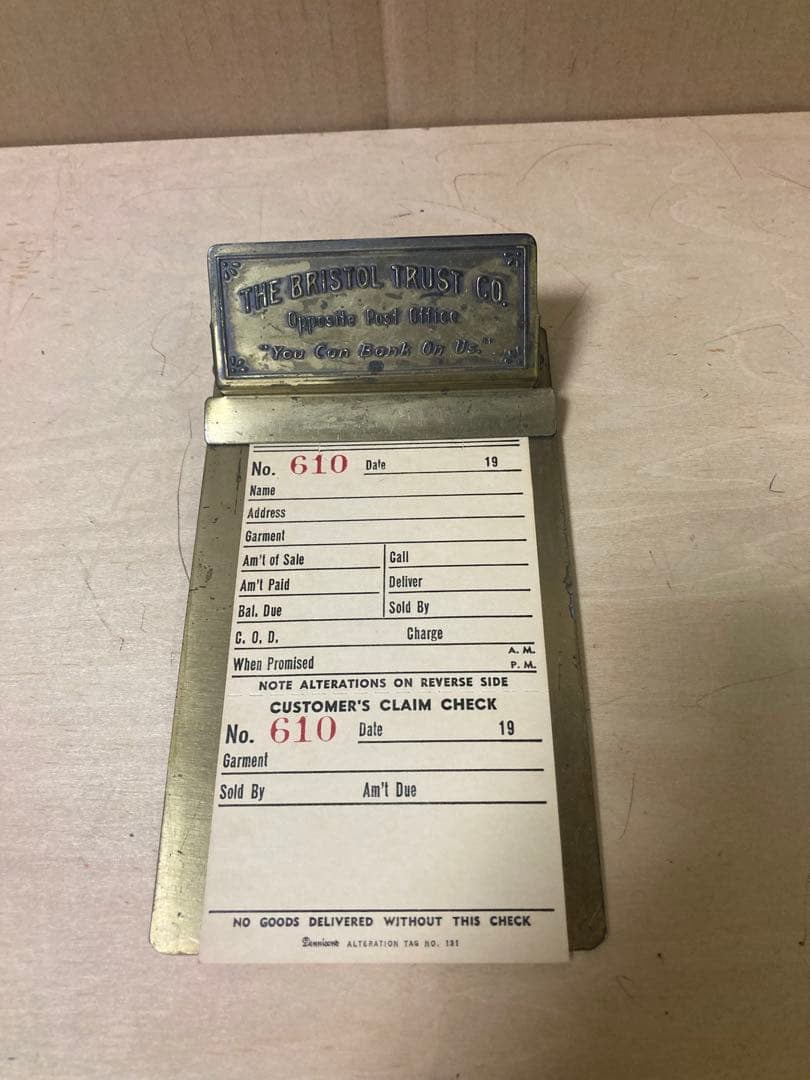 THE BRISTOL TRUST CO.
Opposite Post Office
"You Can Bank On Us."
No. 610 Date 19
Name
Address
Garment
Am't of Sale Call
Am't Paid Deliver
Bal. Due Sold By
C. O. D. Charge
When Promised A. M. P. M.
NOTE ALTERATIONS ON REVERSE SIDE
CUSTOMER'S CLAIM CHECK
No. 610 Date 19
Garment
Sold By Am't Due
NO GOODS DELIVERED WITHOUT THIS CHECK
Dennison's ALTERATION TAG NO. 131